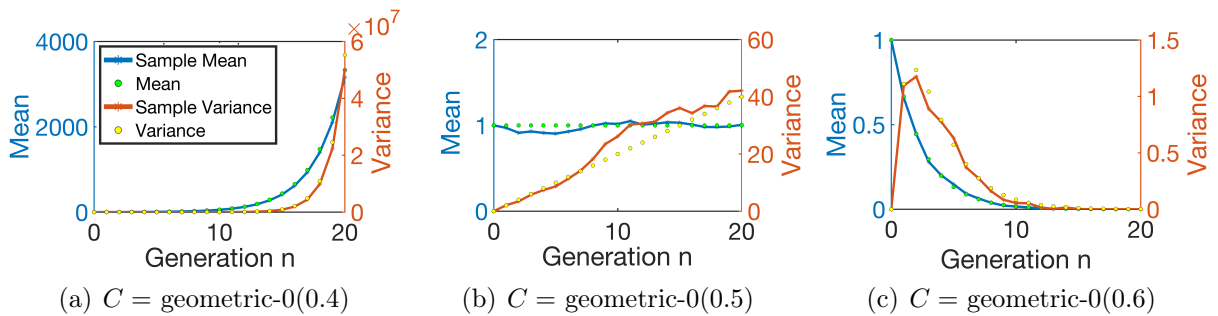 ×10⁷
4000
2000
0
Mean
6
4
2
0
Variance
Sample Mean
Mean
Sample Variance
Variance
0
10
20
Generation n
(a) C = geometric-0(0.4)
2
1
0
Mean
60
40
20
0
Variance
0
10
20
Generation n
(b) C = geometric-0(0.5)
1
0.5
0
Mean
1.5
1
0.5
0
Variance
0
10
20
Generation n
(c) C = geometric-0(0.6)